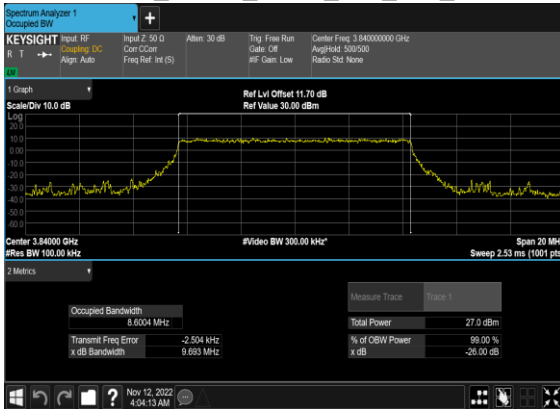 Spectrum Analyzer 1
Occupied BW
KEYSIGHT
R T
LXI
Input: RF
Coupling: DC
Align: Auto
Input Z: 50 Ω
Corr CCorr
Freq Ref: Int (S)
Atten: 30 dB
Trig: Free Run
Gate: Off
#IF Gain: Low
Center Freq: 3.840000000 GHz
Avg|Hold: 500/500
Radio Std: None
1 Graph
Scale/Div 10.0 dB
Ref Lvl Offset 11.70 dB
Ref Value 30.00 dBm
Log
20.0
10.0
0.00
-10.0
-20.0
-30.0
-40.0
-50.0
-60.0
Center 3.84000 GHz
#Res BW 100.00 kHz
#Video BW 300.00 kHz*
Span 20 MH
Sweep 2.53 ms (1001 pts
2 Metrics
Measure Trace
Trace 1
Occupied Bandwidth
8.6004 MHz
Total Power
27.0 dBm
Transmit Freq Error
-2.504 kHz
% of OBW Power
99.00 %
x dB Bandwidth
9.693 MHz
x dB
-26.00 dB
?
Nov 12, 2022
4:04:13 AM